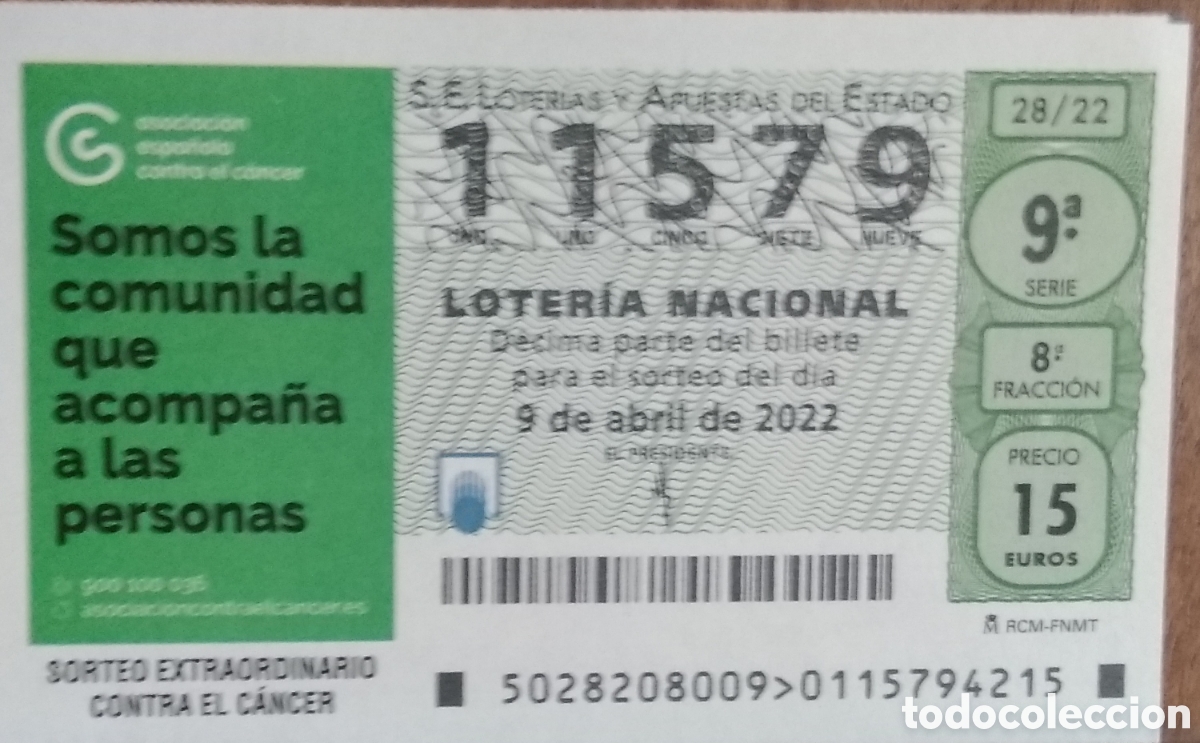 asociación
española
contra el cáncer
Somos la
comunidad
que
acompaña
a las
personas
900 100 036
asociacioncontraelcancer.es
SORTEO EXTRAORDINARIO
CONTRA EL CÁNCER
S.E. LOTERÍAS Y APUESTAS DEL ESTADO
11579
UNO UNO CINCO SIETE NUEVE
LOTERÍA NACIONAL
Décima parte del billete
para el sorteo del día
9 de abril de 2022
EL PRESIDENTE,
28/22
9ª
SERIE
8ª
FRACCIÓN
PRECIO
15
EUROS
RCM-FNMT
5028208009>0115794215
todocoleccion